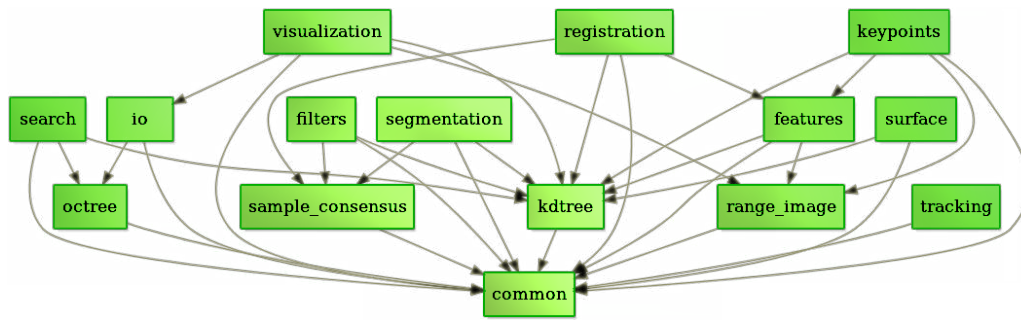 visualization
registration
keypoints
search
io
filters
segmentation
features
surface
octree
sample_consensus
kdtree
range_image
tracking
common